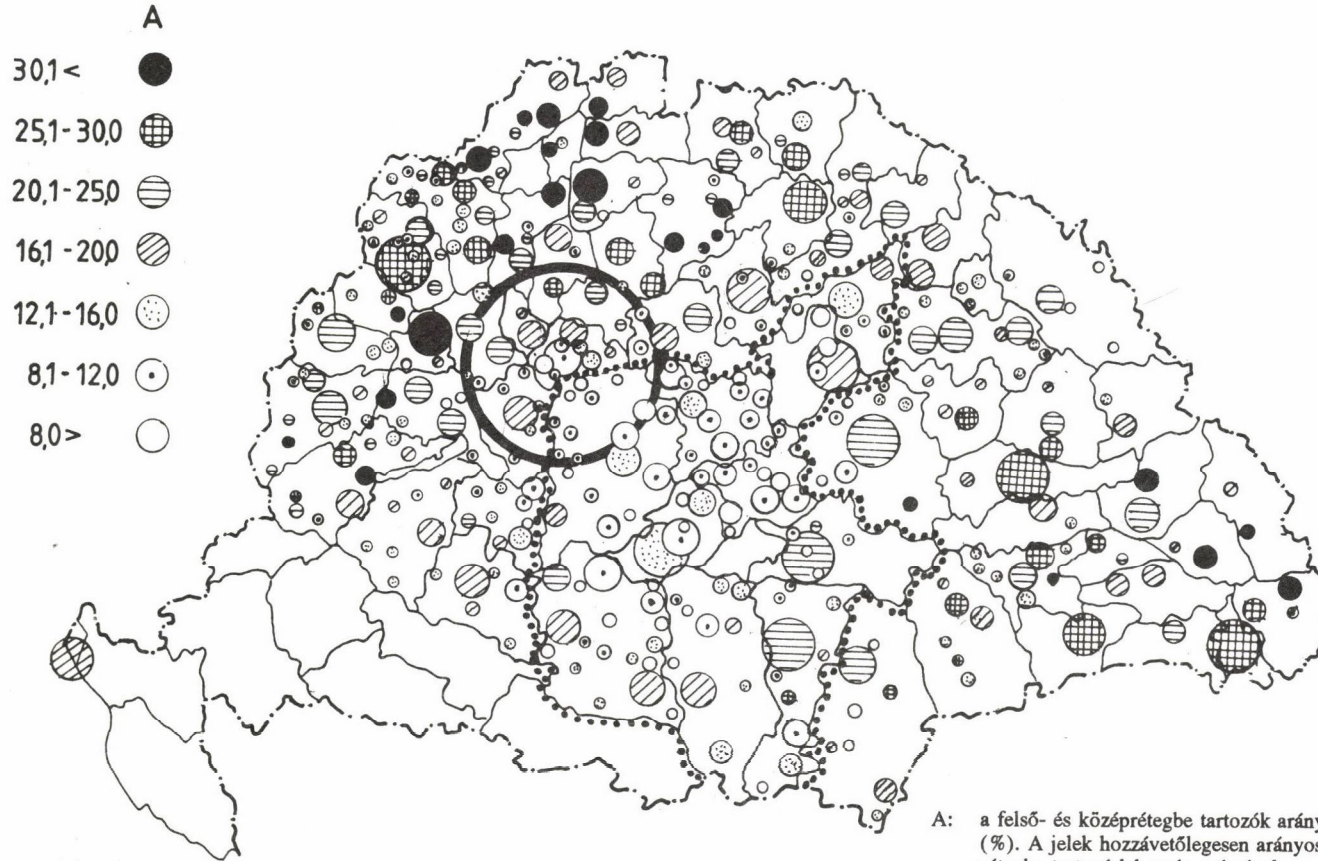 A
30,1 <
25,1 - 30,0
20,1 - 25,0
16,1 - 20,0
12,1 - 16,0
8,1 - 12,0
8,0 >
A: a felső- és középrétegbe tartozók arány
(%). A jelek hozzávetőlegesen arányos